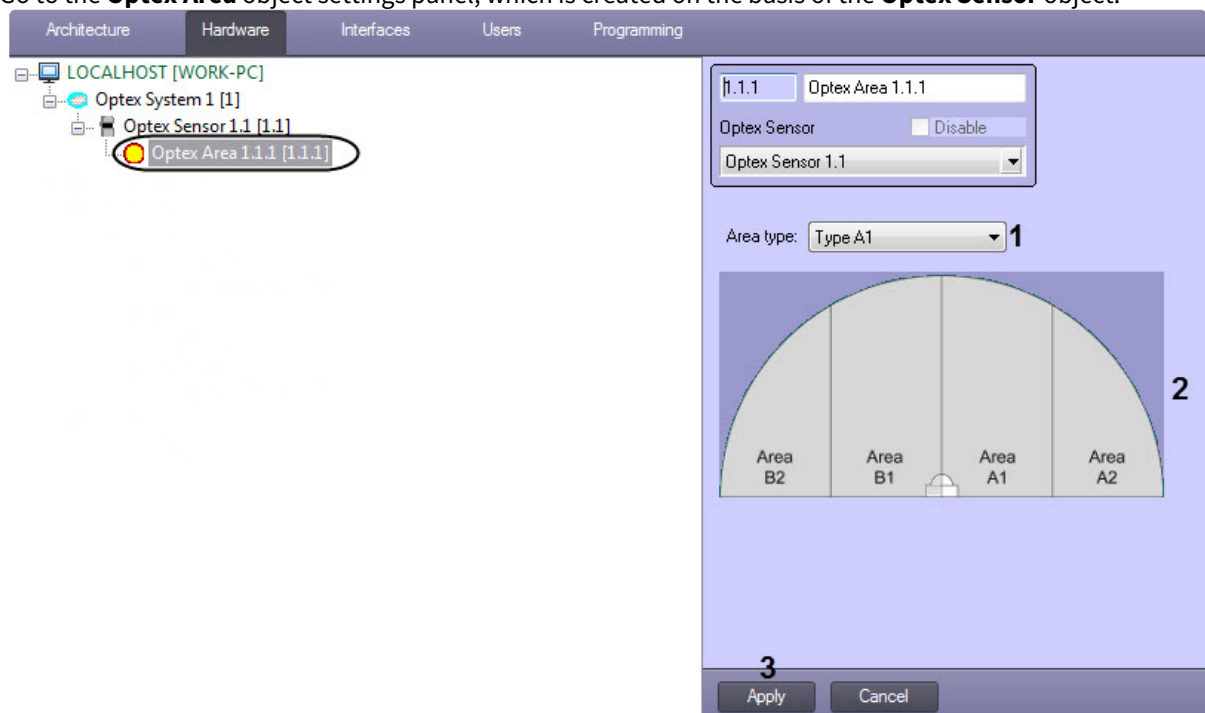 Go to the Optex Area object settings panel, which is created on the basis of the Optex Sensor object.
Architecture Hardware Interfaces Users Programming
LOCALHOST [WORK-PC]
Optex System 1 [1]
Optex Sensor 1.1 [1.1]
Optex Area 1.1.1 [1.1.1]
1.1.1 Optex Area 1.1.1
Optex Sensor Disable
Optex Sensor 1.1
Area type: Type A1 1
2
Area Area Area Area
B2 B1 A1 A2
3
Apply Cancel